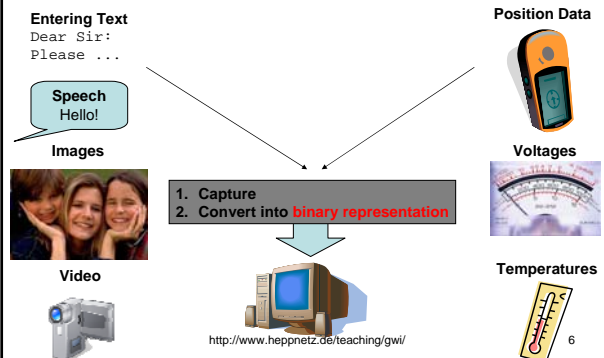 Entering Text
Dear Sir:
Please ...
Speech
Hello!
Images
Video
Position Data
Voltages
Temperatures
1. Capture
2. Convert into binary representation
http://www.heppnetz.de/teaching/gwi/
6